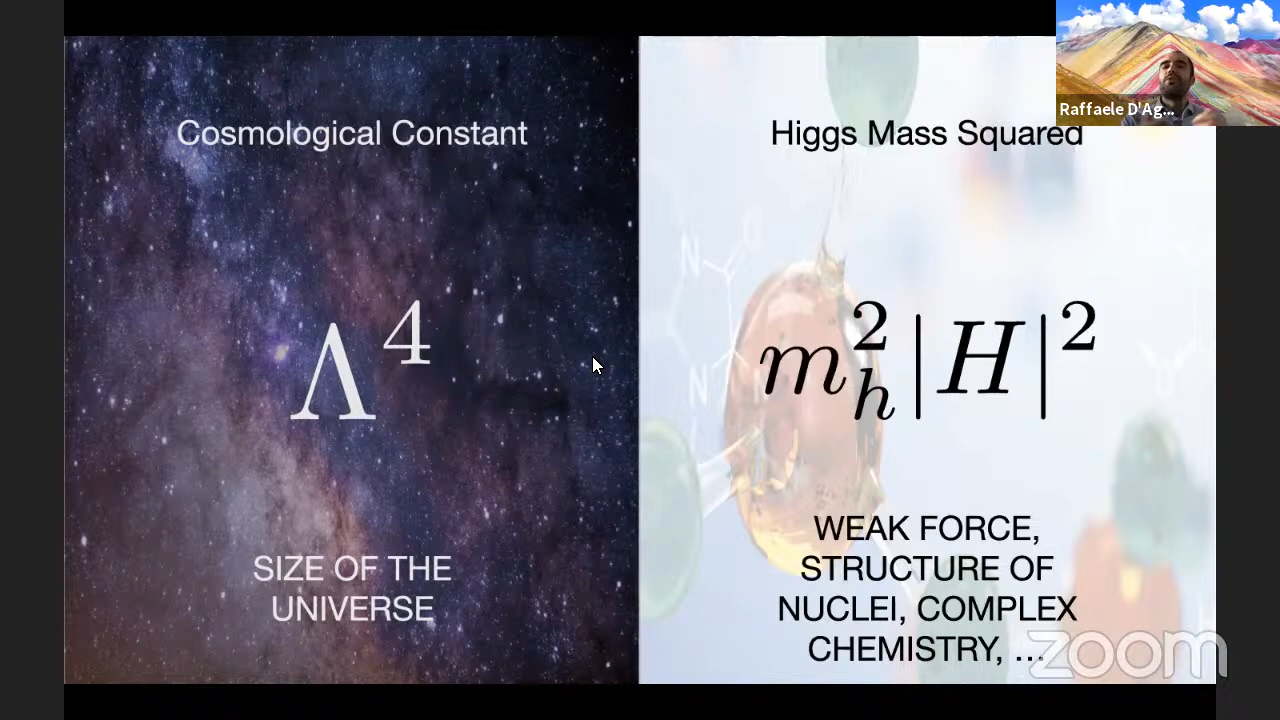 Cosmological Constant
Λ⁴
SIZE OF THE
UNIVERSE
Higgs Mass Squared
m_h²|H|²
WEAK FORCE,
STRUCTURE OF
NUCLEI, COMPLEX
CHEMISTRY, ...
Raffaele D'Ag...
N
N
zoom